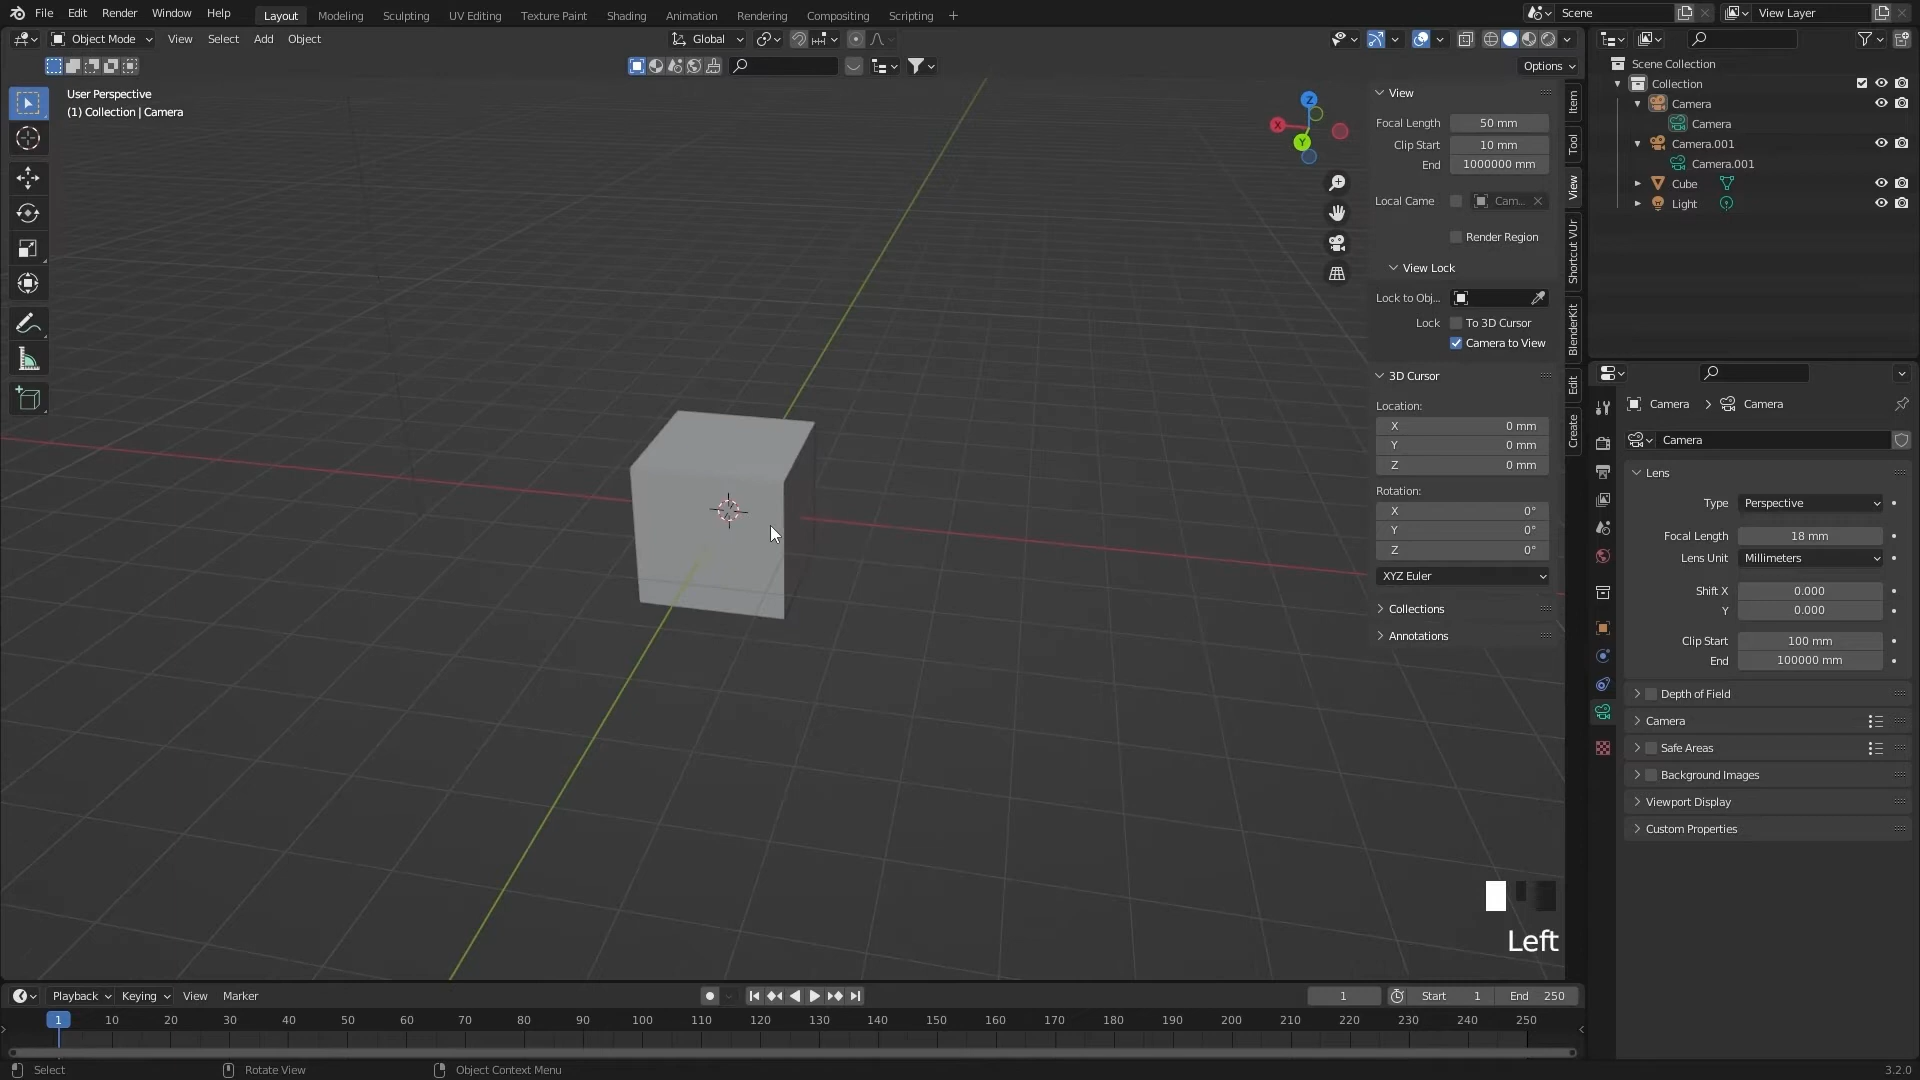 File Edit Render Window Help Layout Modeling Sculpting UV Editing Texture Paint Shading Animation Rendering Compositing Scripting + Scene View Layer
Object Mode View Select Add Object Global
Options
User Perspective
(1) Collection | Camera
Z
X
Y
View
Focal Length 50 mm
Clip Start 10 mm
End 1000000 mm
Local Came Cam...
Render Region
View Lock
Lock to Obj...
Lock To 3D Cursor
Camera to View
3D Cursor
Location:
X 0 mm
Y 0 mm
Z 0 mm
Rotation:
X 0°
Y 0°
Z 0°
XYZ Euler
Collections
Annotations
Item
Tool
View
Shortcut VUr
BlenderKit
Edit
Create
Scene Collection
Collection
Camera
Camera
Camera.001
Camera.001
Cube
Light
Camera > Camera
Camera
Lens
Type Perspective
Focal Length 18 mm
Lens Unit Millimeters
Shift X 0.000
Y 0.000
Clip Start 100 mm
End 100000 mm
Depth of Field
Camera
Safe Areas
Background Images
Viewport Display
Custom Properties
Left
Playback Keying View Marker 1 Start 1 End 250
1 10 20 30 40 50 60 70 80 90 100 110 120 130 140 150 160 170 180 190 200 210 220 230 240 250
Select Rotate View Object Context Menu 3.2.0